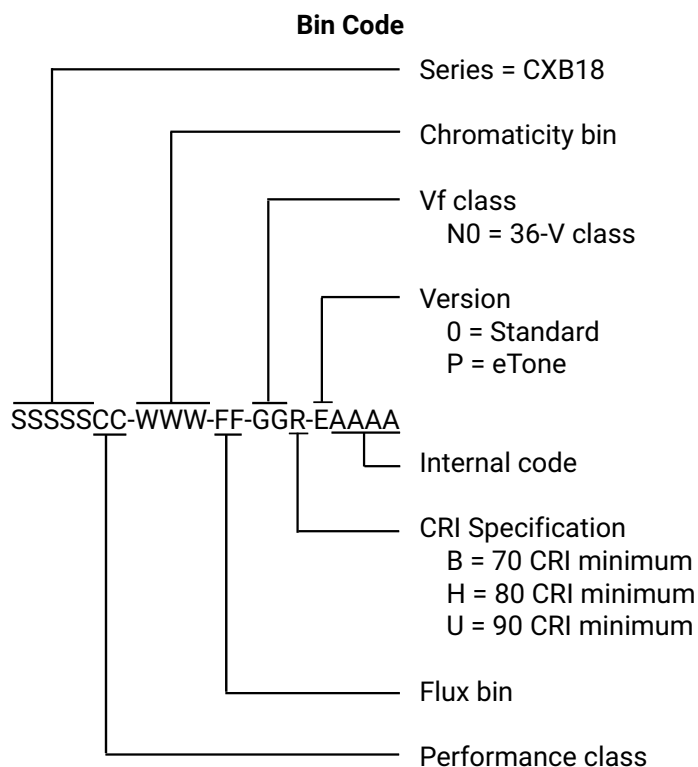 Bin Code
Series = CXB18
Chromaticity bin
Vf class
N0 = 36-V class
Version
0 = Standard
P = eTone
SSSSSCC-WWW-FF-GGR-EAAAA
Internal code
CRI Specification
B = 70 CRI minimum
H = 80 CRI minimum
U = 90 CRI minimum
Flux bin
Performance class